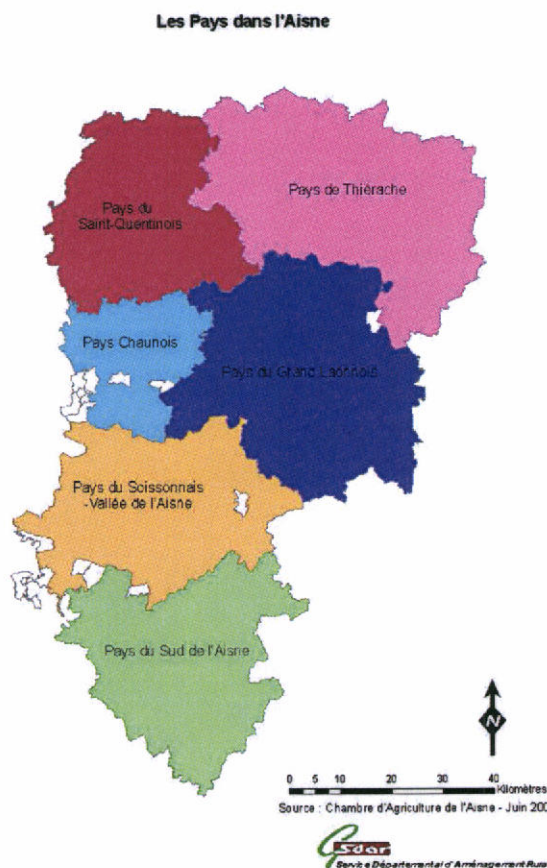 Les Pays dans l'Aisne
Pays de Thiérache
Pays du
Saint-Quentinois
Pays Chaunois
Pays du Grand Laonnois
Pays du Soissonnais
-Vallée de l'Aisne
Pays du Sud de l'Aisne
N
0 5 10 20 30 40
Kilomètres
Source : Chambre d'Agriculture de l'Aisne - Juin 200
Sdar
Service Départemental d'Aménagement Rural